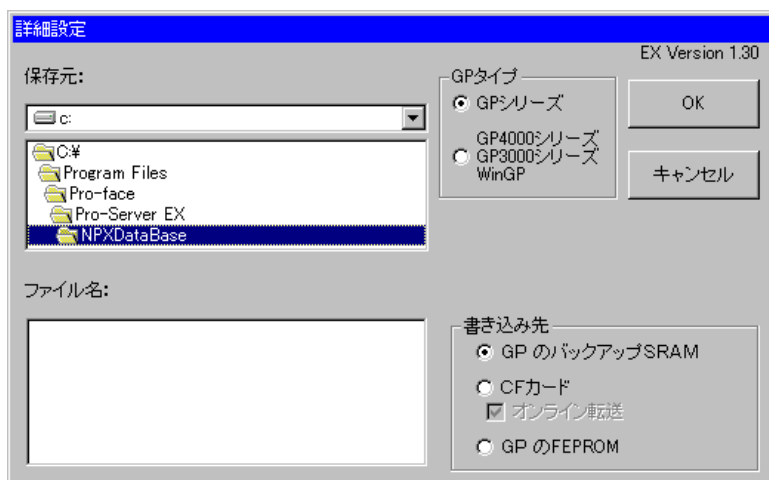 詳細設定
EX Version 1.30
保存元:
c:
C:¥
Program Files
Pro-face
Pro-Server EX
NPXDataBase
GPタイプ
GPシリーズ
GP4000シリーズ
GP3000シリーズ
WinGP
OK
キャンセル
ファイル名:
書き込み先
GP のバックアップSRAM
CFカード
オンライン転送
GP のFEPROM